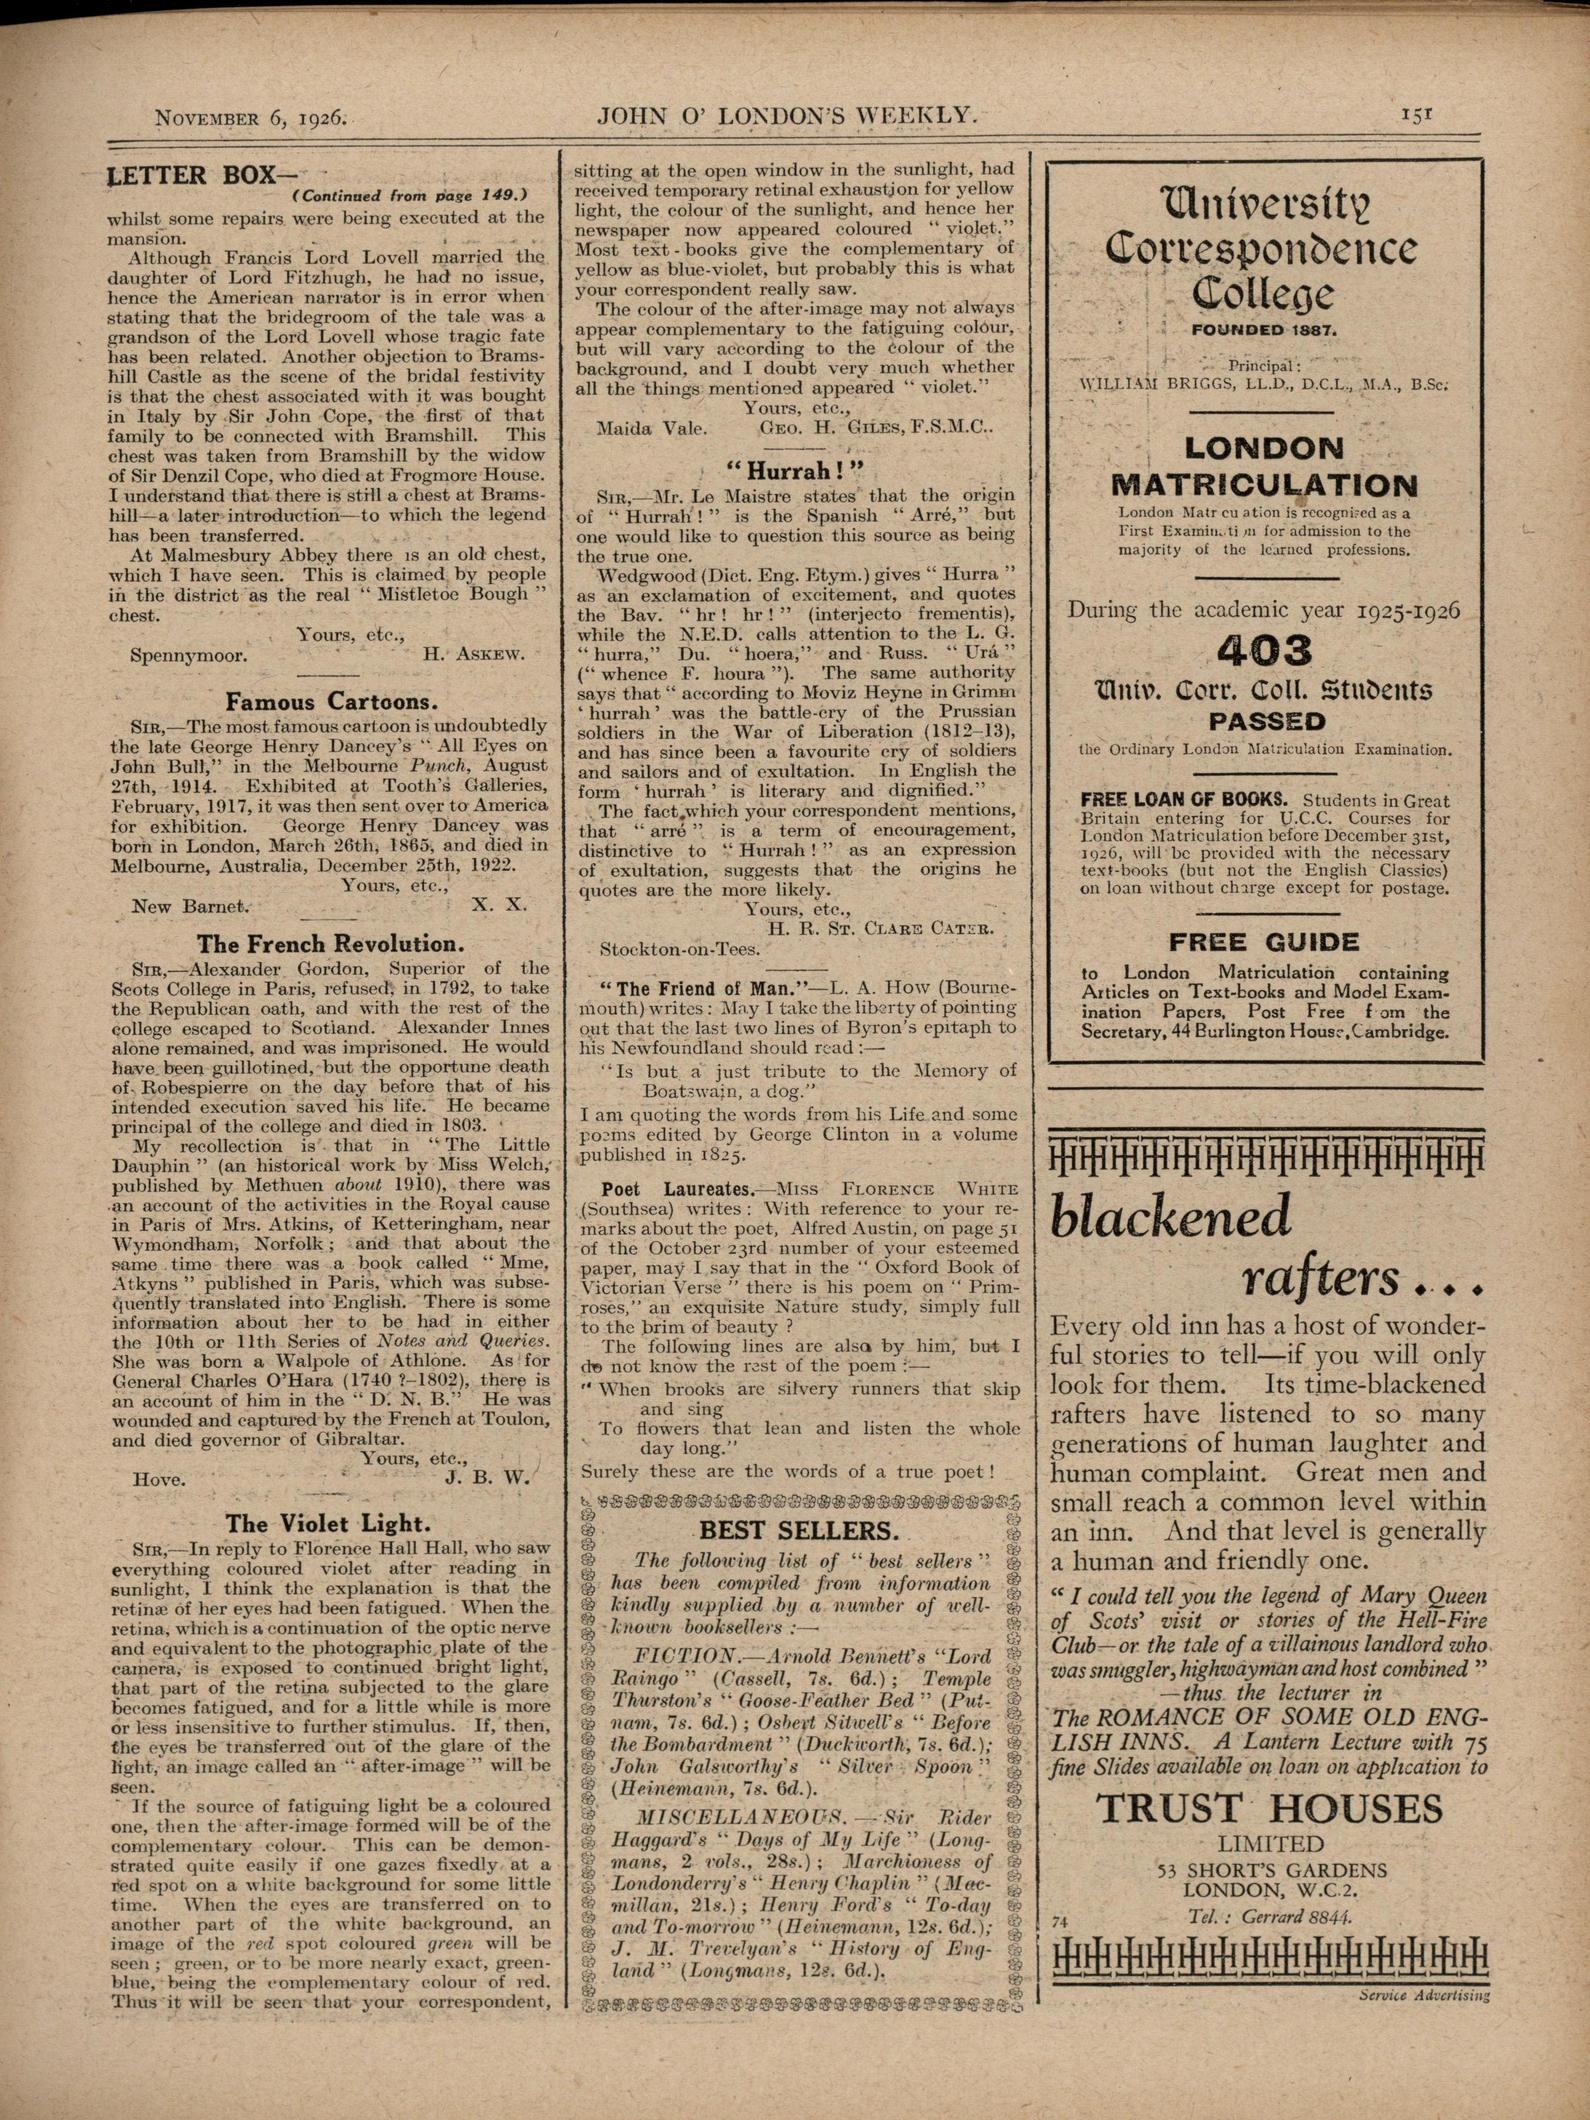 NOVEMBER 6, 1926.
JOHN O' LONDON'S WEEKLY.
151
LETTER BOX—
(Continued from page 149.)
whilst some repairs were being executed at the
mansion.
Although Francis Lord Lovell married the
daughter of Lord Fitzhugh, he had no issue,
hence the American narrator is in error when
stating that the bridegroom of the tale was a
grandson of the Lord Lovell whose tragic fate
has been related. Another objection to Brams-
hill Castle as the scene of the bridal festivity
is that the chest associated with it was bought
in Italy by Sir John Cope, the first of that
family to be connected with Bramshill. This
chest was taken from Bramshill by the widow
of Sir Denzil Cope, who died at Frogmore House.
I understand that there is still a chest at Brams-
hill—a later introduction—to which the legend
has been transferred.
At Malmesbury Abbey there is an old chest,
which I have seen. This is claimed by people
in the district as the real “ Mistletoe Bough ”
chest.
Yours, etc.,
Spennymoor. H. ASKEW.
Famous Cartoons.
SIR,—The most famous cartoon is undoubtedly
the late George Henry Dancey's “ All Eyes on
John Bull,” in the Melbourne Punch, August
27th, 1914. Exhibited at Tooth's Galleries,
February, 1917, it was then sent over to America
for exhibition. George Henry Dancey was
born in London, March 26th, 1865, and died in
Melbourne, Australia, December 25th, 1922.
Yours, etc.,
New Barnet. X. X.
The French Revolution.
SIR,—Alexander Gordon, Superior of the
Scots College in Paris, refused, in 1792, to take
the Republican oath, and with the rest of the
college escaped to Scotland. Alexander Innes
alone remained, and was imprisoned. He would
have been guillotined, but the opportune death
of Robespierre on the day before that of his
intended execution saved his life. He became
principal of the college and died in 1803.
My recollection is that in “ The Little
Dauphin ” (an historical work by Miss Welch,
published by Methuen about 1910), there was
an account of the activities in the Royal cause
in Paris of Mrs. Atkins, of Ketteringham, near
Wymondham, Norfolk ; and that about the
same time there was a book called “ Mme.
Atkyns ” published in Paris, which was subse-
quently translated into English. There is some
information about her to be had in either
the 10th or 11th Series of Notes and Queries.
She was born a Walpole of Athlone. As for
General Charles O'Hara (1740 ?–1802), there is
an account of him in the “ D. N. B.” He was
wounded and captured by the French at Toulon,
and died governor of Gibraltar.
Yours, etc.,
Hove. J. B. W.
The Violet Light.
SIR,—In reply to Florence Hall Hall, who saw
everything coloured violet after reading in
sunlight, I think the explanation is that the
retinæ of her eyes had been fatigued. When the
retina, which is a continuation of the optic nerve
and equivalent to the photographic plate of the
camera, is exposed to continued bright light,
that part of the retina subjected to the glare
becomes fatigued, and for a little while is more
or less insensitive to further stimulus. If, then,
the eyes be transferred out of the glare of the
light, an image called an “ after-image ” will be
seen.
If the source of fatiguing light be a coloured
one, then the after-image formed will be of the
complementary colour. This can be demon-
strated quite easily if one gazes fixedly at a
red spot on a white background for some little
time. When the eyes are transferred on to
another part of the white background, an
image of the red spot coloured green will be
seen ; green, or to be more nearly exact, green-
blue, being the complementary colour of red.
Thus it will be seen that your correspondent,
sitting at the open window in the sunlight, had
received temporary retinal exhaustion for yellow
light, the colour of the sunlight, and hence her
newspaper now appeared coloured “ violet.”
Most text-books give the complementary of
yellow as blue-violet, but probably this is what
your correspondent really saw.
The colour of the after-image may not always
appear complementary to the fatiguing colour,
but will vary according to the colour of the
background, and I doubt very much whether
all the things mentioned appeared “ violet.”
Yours, etc.,
Maida Vale. GEO. H. GILES, F.S.M.C..
“ Hurrah ! ”
SIR,—Mr. Le Maistre states that the origin
of “ Hurrah ! ” is the Spanish “ Arré,” but
one would like to question this source as being
the true one.
Wedgwood (Dict. Eng. Etym.) gives “ Hurra ”
as an exclamation of excitement, and quotes
the Bav. “ hr ! hr ! ” (interjecto frementis),
while the N.E.D. calls attention to the L. G.
“ hurra,” Du. “ hoera,” and Russ. “ Urá ”
(“ whence F. houra ”). The same authority
says that “ according to Moviz Heyne in Grimm
‘ hurrah ’ was the battle-cry of the Prussian
soldiers in the War of Liberation (1812–13),
and has since been a favourite cry of soldiers
and sailors and of exultation. In English the
form ‘ hurrah ’ is literary and dignified.”
The fact which your correspondent mentions,
that “ arré ” is a term of encouragement,
distinctive to “ Hurrah ! ” as an expression
of exultation, suggests that the origins he
quotes are the more likely.
Yours, etc.,
H. R. ST. CLARE CATER.
Stockton-on-Tees.
“ The Friend of Man.”—L. A. How (Bourne-
mouth) writes : May I take the liberty of pointing
out that the last two lines of Byron's epitaph to
his Newfoundland should read :—
“Is but a just tribute to the Memory of
Boatswain, a dog.”
I am quoting the words from his Life and some
poems edited by George Clinton in a volume
published in 1825.
Poet Laureates.—MISS FLORENCE WHITE
(Southsea) writes : With reference to your re-
marks about the poet, Alfred Austin, on page 51
of the October 23rd number of your esteemed
paper, may I say that in the “ Oxford Book of
Victorian Verse ” there is his poem on “ Prim-
roses,” an exquisite Nature study, simply full
to the brim of beauty ?
The following lines are also by him, but I
do not know the rest of the poem :—
“ When brooks are silvery runners that skip
and sing
To flowers that lean and listen the whole
day long.”
Surely these are the words of a true poet !
BEST SELLERS.
The following list of “ best sellers ”
has been compiled from information
kindly supplied by a number of well-
known booksellers :—
FICTION.—Arnold Bennett's “Lord
Raingo ” (Cassell, 7s. 6d.) ; Temple
Thurston's “ Goose-Feather Bed ” (Put-
nam, 7s. 6d.) ; Osbert Sitwell's “ Before
the Bombardment ” (Duckworth, 7s. 6d.);
John Galsworthy's “ Silver Spoon ”
(Heinemann, 7s. 6d.).
MISCELLANEOUS.—Sir Rider
Haggard's “ Days of My Life ” (Long-
mans, 2 vols., 28s.) ; Marchioness of
Londonderry's “ Henry Chaplin ” (Mac-
millan, 21s.) ; Henry Ford's “ To-day
and To-morrow ” (Heinemann, 12s. 6d.);
J. M. Trevelyan's “ History of Eng-
land ” (Longmans, 12s. 6d.).
University
Correspondence
College
FOUNDED 1887.
Principal :
WILLIAM BRIGGS, LL.D., D.C.L., M.A., B.Sc.
LONDON
MATRICULATION
London Matr cu ation is recognised as a
First Examin ti n for admission to the
majority of the learned professions.
During the academic year 1925-1926
403
Univ. Corr. Coll. Students
PASSED
the Ordinary London Matriculation Examination.
FREE LOAN OF BOOKS. Students in Great
Britain entering for U.C.C. Courses for
London Matriculation before December 31st,
1926, will be provided with the necessary
text-books (but not the English Classics)
on loan without charge except for postage.
FREE GUIDE
to London Matriculation containing
Articles on Text-books and Model Exam-
ination Papers, Post Free f om the
Secretary, 44 Burlington House, Cambridge.
blackened
rafters . . .
Every old inn has a host of wonder-
ful stories to tell—if you will only
look for them. Its time-blackened
rafters have listened to so many
generations of human laughter and
human complaint. Great men and
small reach a common level within
an inn. And that level is generally
a human and friendly one.
“ I could tell you the legend of Mary Queen
of Scots' visit or stories of the Hell-Fire
Club—or the tale of a villainous landlord who
was smuggler, highwayman and host combined ”
—thus the lecturer in
The ROMANCE OF SOME OLD ENG-
LISH INNS. A Lantern Lecture with 75
fine Slides available on loan on application to
TRUST HOUSES
LIMITED
53 SHORT'S GARDENS
LONDON, W.C.2.
74
Tel. : Gerrard 8844.
Service Advertising